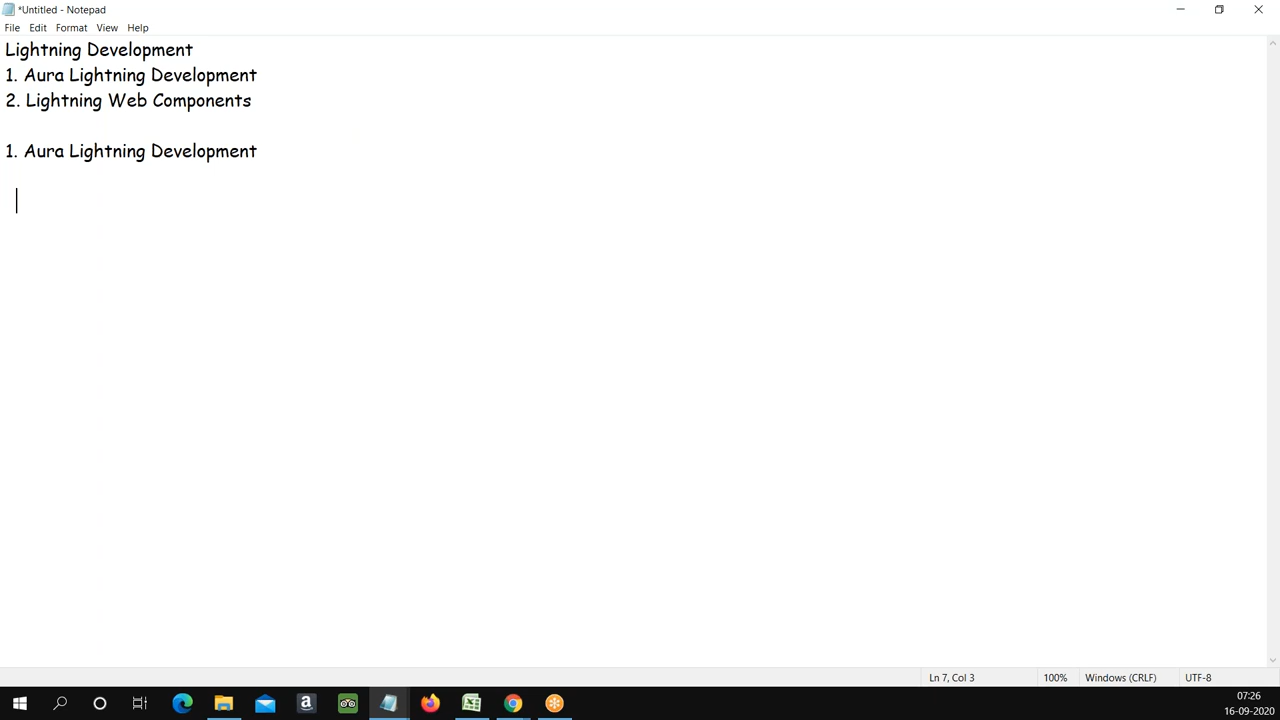 *Untitled - Notepad
File Edit Format View Help
Lightning Development
1. Aura Lightning Development
2. Lightning Web Components
1. Aura Lightning Development
Ln 7, Col 3 100% Windows (CRLF) UTF-8
07:26
16-09-2020